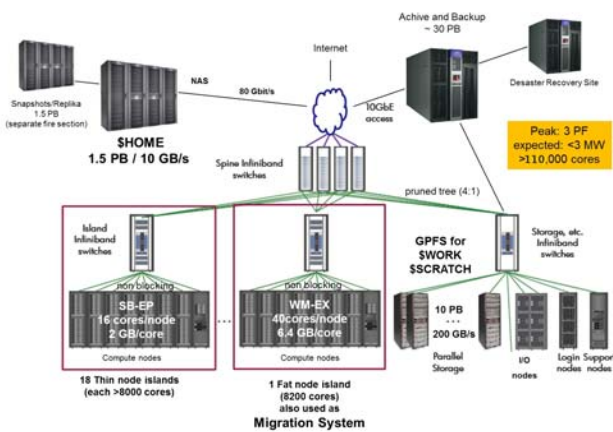 Internet
Achive and Backup
~ 30 PB
Desaster Recovery Site
NAS
80 Gbit/s
10GbE
access
Snapshots/Replika
1.5 PB
(separate fire section)
$HOME
1.5 PB / 10 GB/s
Peak: 3 PF
expected: <3 MW
>110,000 cores
Spine Infiniband
switches
pruned tree (4:1)
Island
Infiniband
switches
GPFS for
$WORK
$SCRATCH
Storage, etc.
Infiniband
switches
non blocking
SB-EP
16 cores/node
2 GB/core
Compute nodes
...
non blocking
WM-EX
40cores/node
6.4 GB/core
Compute nodes
10 PB
...
200 GB/s
Parallel
Storage
I/O
nodes
Login
nodes
Suppor
nodes
18 Thin node islands
(each >8000 cores)
1 Fat node island
(8200 cores)
also used as
Migration System